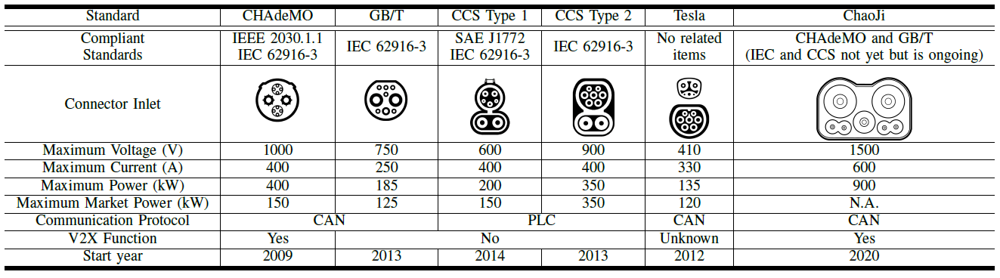 Standard CHAdeMO GB/T CCS Type 1 CCS Type 2 Tesla ChaoJi
Compliant Standards IEEE 2030.1.1 IEC 62916-3 IEC 62916-3 SAE J1772 IEC 62916-3 IEC 62916-3 No related items CHAdeMO and GB/T (IEC and CCS not yet but is ongoing)
Connector Inlet
Maximum Voltage (V) 1000 750 600 900 410 1500
Maximum Current (A) 400 250 400 400 330 600
Maximum Power (kW) 400 185 200 350 135 900
Maximum Market Power (kW) 150 125 150 350 120 N.A.
Communication Protocol CAN PLC CAN CAN
V2X Function Yes No Unknown Yes
Start year 2009 2013 2014 2013 2012 2020